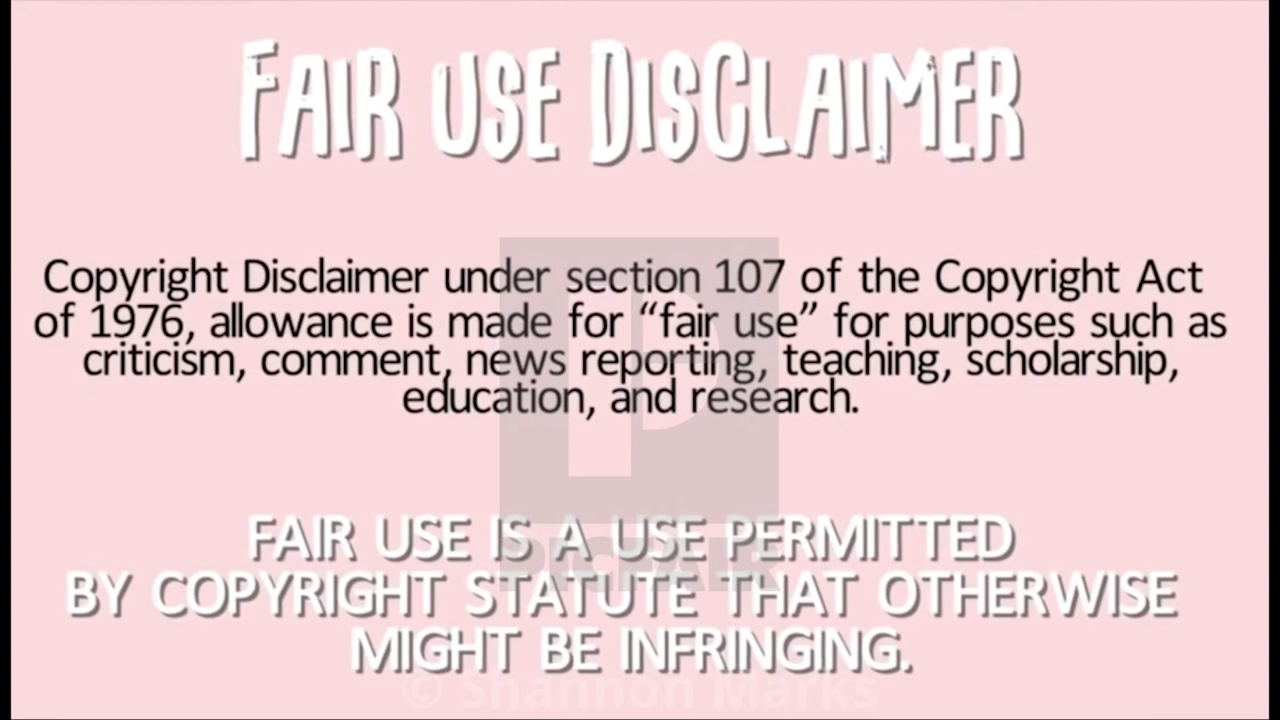 FAIR USE DISCLAIMER
Copyright Disclaimer under section 107 of the Copyright Act
of 1976, allowance is made for “fair use” for purposes such as
criticism, comment, news reporting, teaching, scholarship,
education, and research.
FAIR USE IS A USE PERMITTED
PICFAIR
BY COPYRIGHT STATUTE THAT OTHERWISE
MIGHT BE INFRINGING.
© Shannon Marks